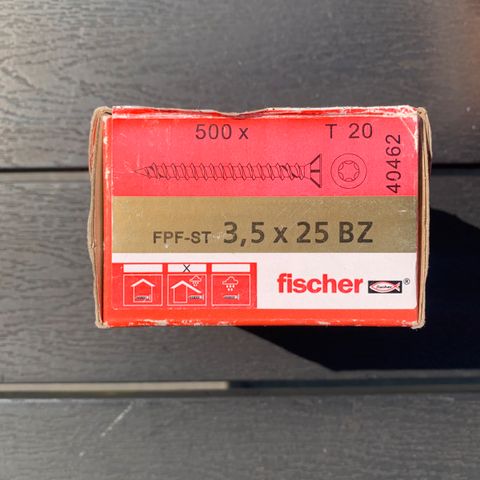 500 x T 20
40462
FPF-ST 3,5 x 25 BZ
X
fischer ®